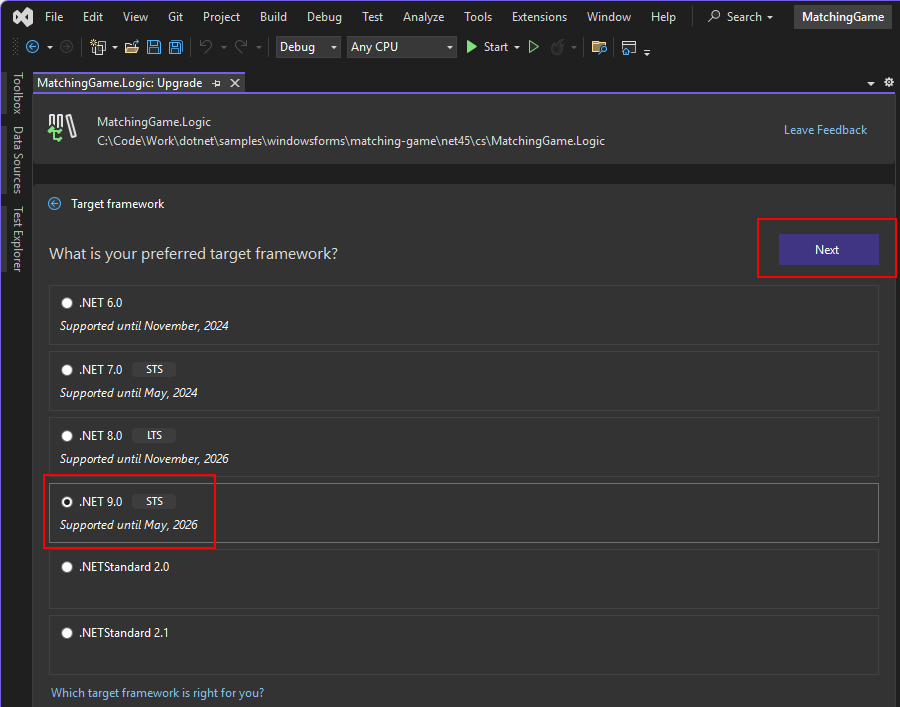 File Edit View Git Project Build Debug Test Analyze Tools Extensions Window Help Search MatchingGame
Debug Any CPU Start
MatchingGame.Logic: Upgrade
Toolbox
Data Sources
Test Explorer
MatchingGame.Logic
C:\Code\Work\dotnet\samples\windowsforms\matching-game\net45\cs\MatchingGame.Logic
Leave Feedback
Target framework
What is your preferred target framework?
Next
.NET 6.0
Supported until November, 2024
.NET 7.0 STS
Supported until May, 2024
.NET 8.0 LTS
Supported until November, 2026
.NET 9.0 STS
Supported until May, 2026
.NETStandard 2.0
.NETStandard 2.1
Which target framework is right for you?